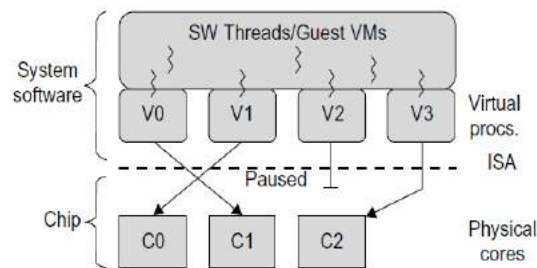 SW Threads/Guest VMs
System
software
V0
V1
V2
V3
Virtual
procs.
ISA
Paused
Chip
C0
C1
C2
Physical
cores